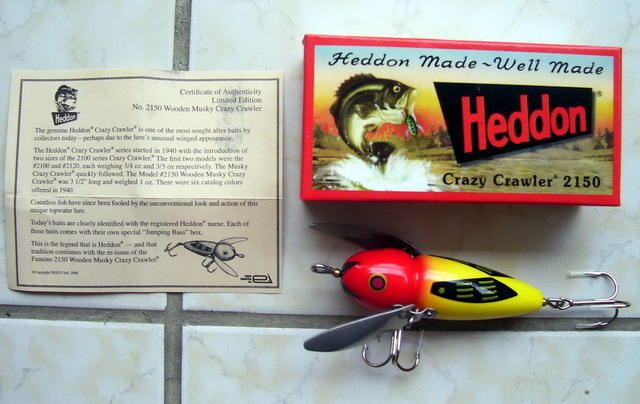 Heddon
Certificate of Authenticity
Limited Edition
No. 2150 Wooden Musky Crazy Crawler
The genuine Heddon® Crazy Crawler® is one of the most sought after baits by
collectors today – perhaps due to the lure's unusual winged appearance.
The Heddon® Crazy Crawler® series started in 1940 with the introduction of
two sizes of the 2100 series Crazy Crawler.® The first two models were the
#2100 and #2120, each weighing 3/4 oz and 3/5 oz respectively. The Musky
Crazy Crawler® quickly followed. The Model #2150 Wooden Musky Crazy
Crawler® was 3 1/2" long and weighed 1 oz. There were six catalog colors
offered in 1940.
Countless fish have since been fooled by the unconventional look and action of this
unique topwater lure.
Today's baits are clearly identified with the registered Heddon® name. Each of
these baits comes with their own special "Jumping Bass" box.
This is the legend that is Heddon® — and that
tradition continues with the re-issue of the
Famous 2150 Wooden Musky Crazy Crawler.®
Heddon Made ~ Well Made
Heddon®
Crazy Crawler® 2150